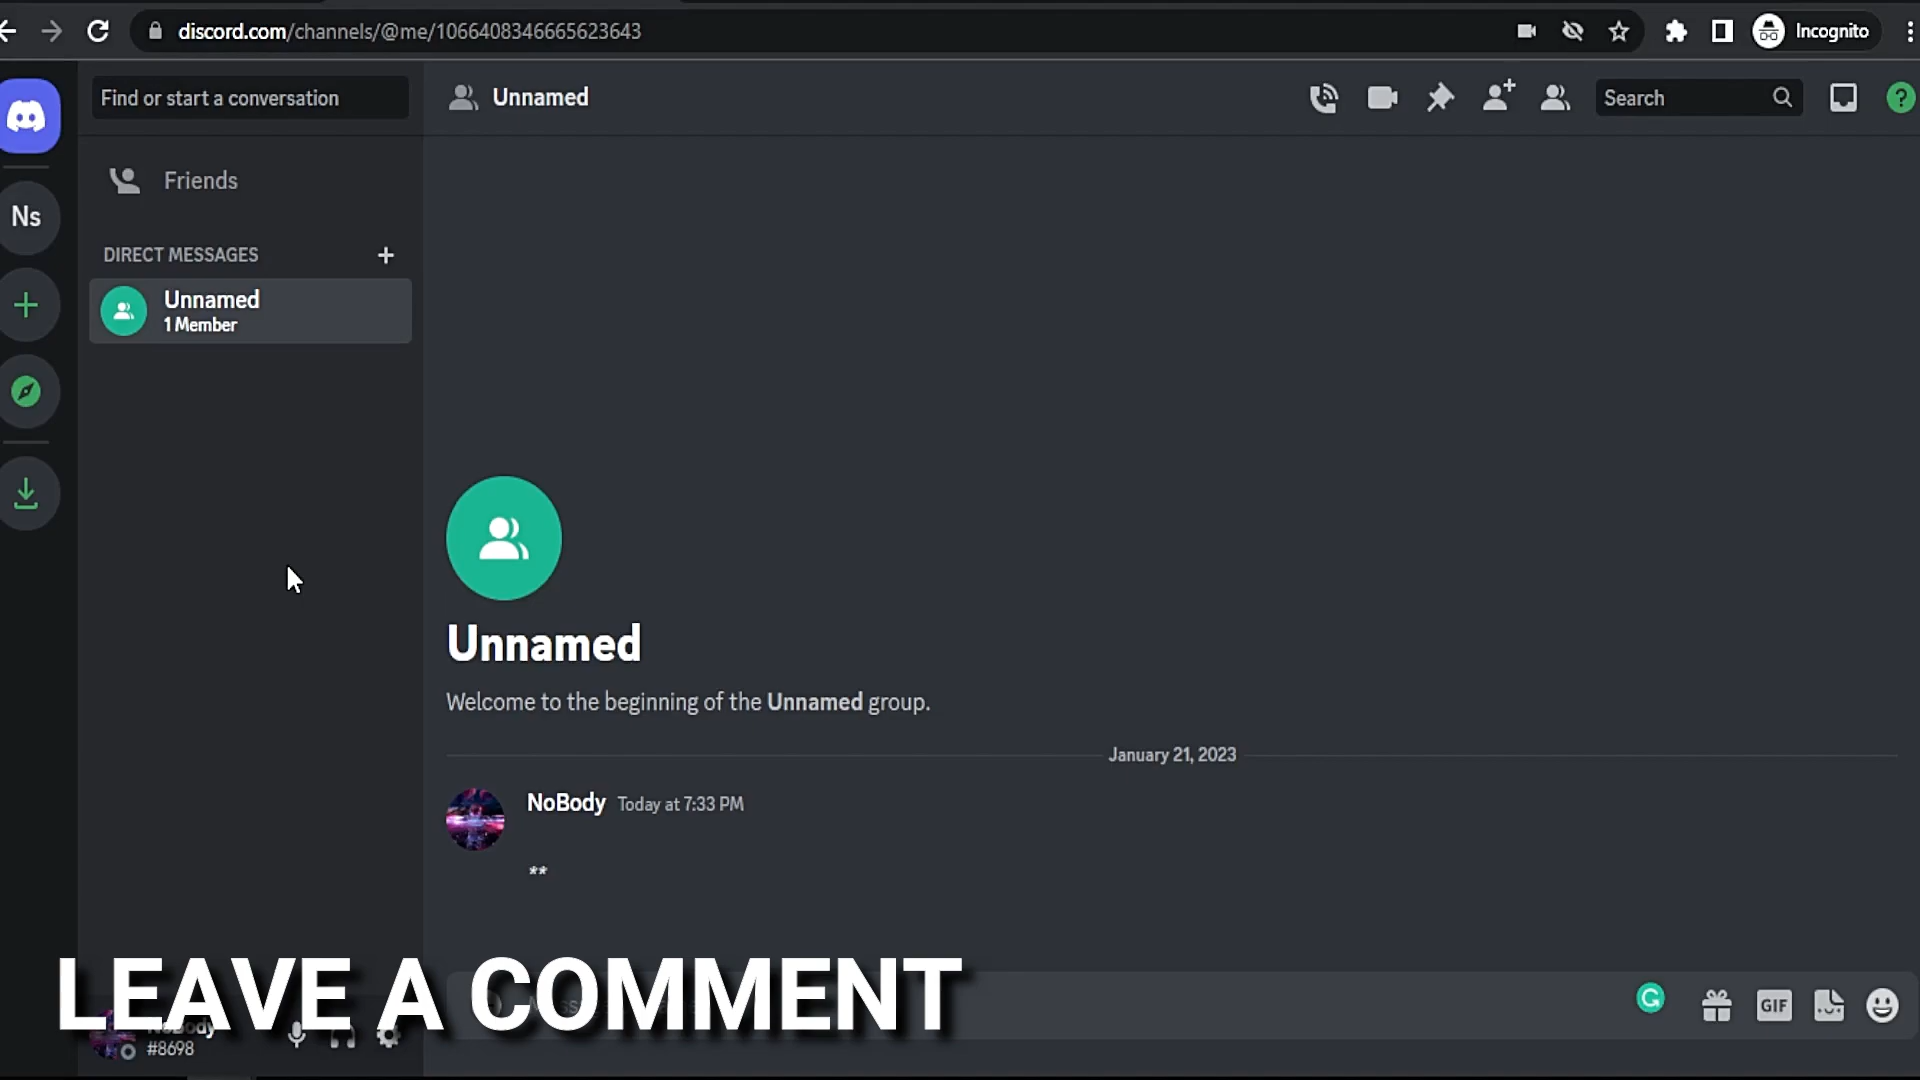 discord.com/channels/@me/1066408346665623643
Incognito
Find or start a conversation
Unnamed
Search
Ns
Friends
DIRECT MESSAGES
Unnamed
1 Member
Unnamed
Welcome to the beginning of the Unnamed group.
January 21, 2023
NoBody Today at 7:33 PM
**
LEAVE A COMMENT
NoBody
#8698
GIF